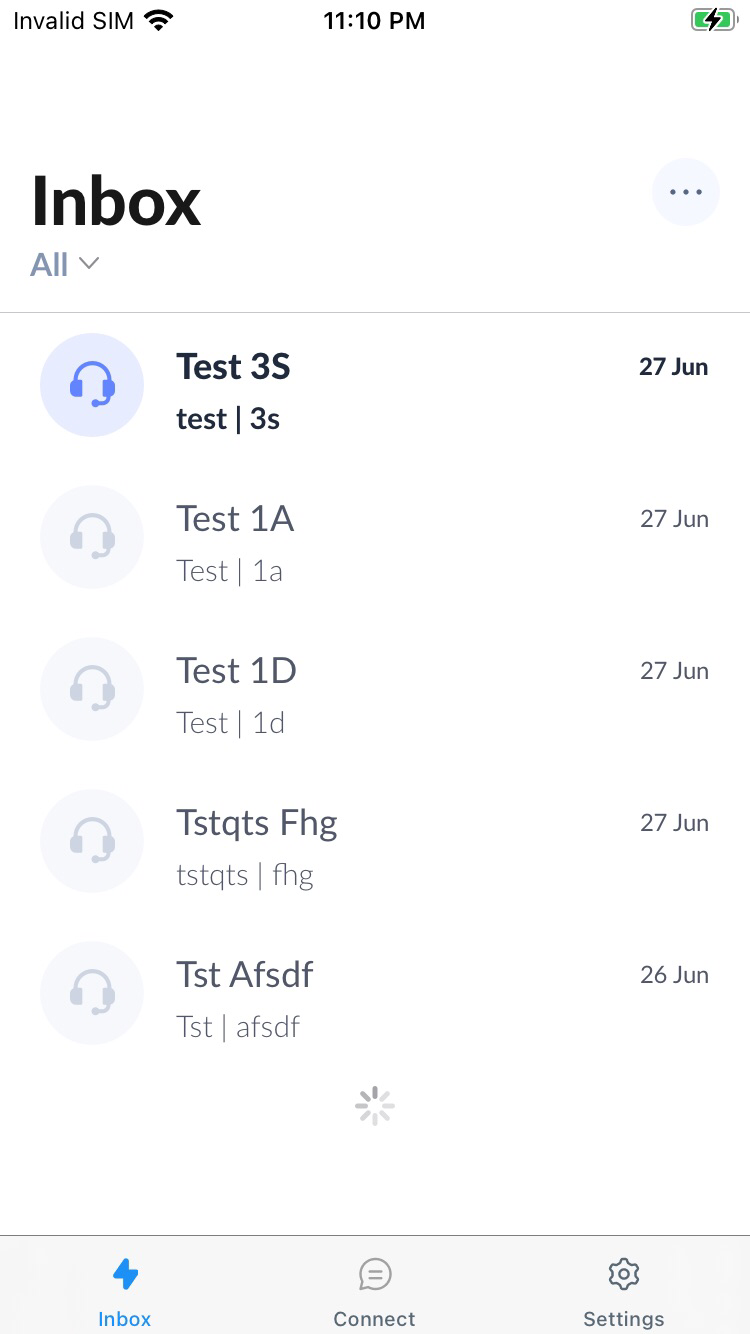 Invalid SIM 11:10 PM
Inbox
All
Test 3S 27 Jun
test | 3s
Test 1A 27 Jun
Test | 1a
Test 1D 27 Jun
Test | 1d
Tstqts Fhg 27 Jun
tstqts | fhg
Tst Afsdf 26 Jun
Tst | afsdf
Inbox Connect Settings